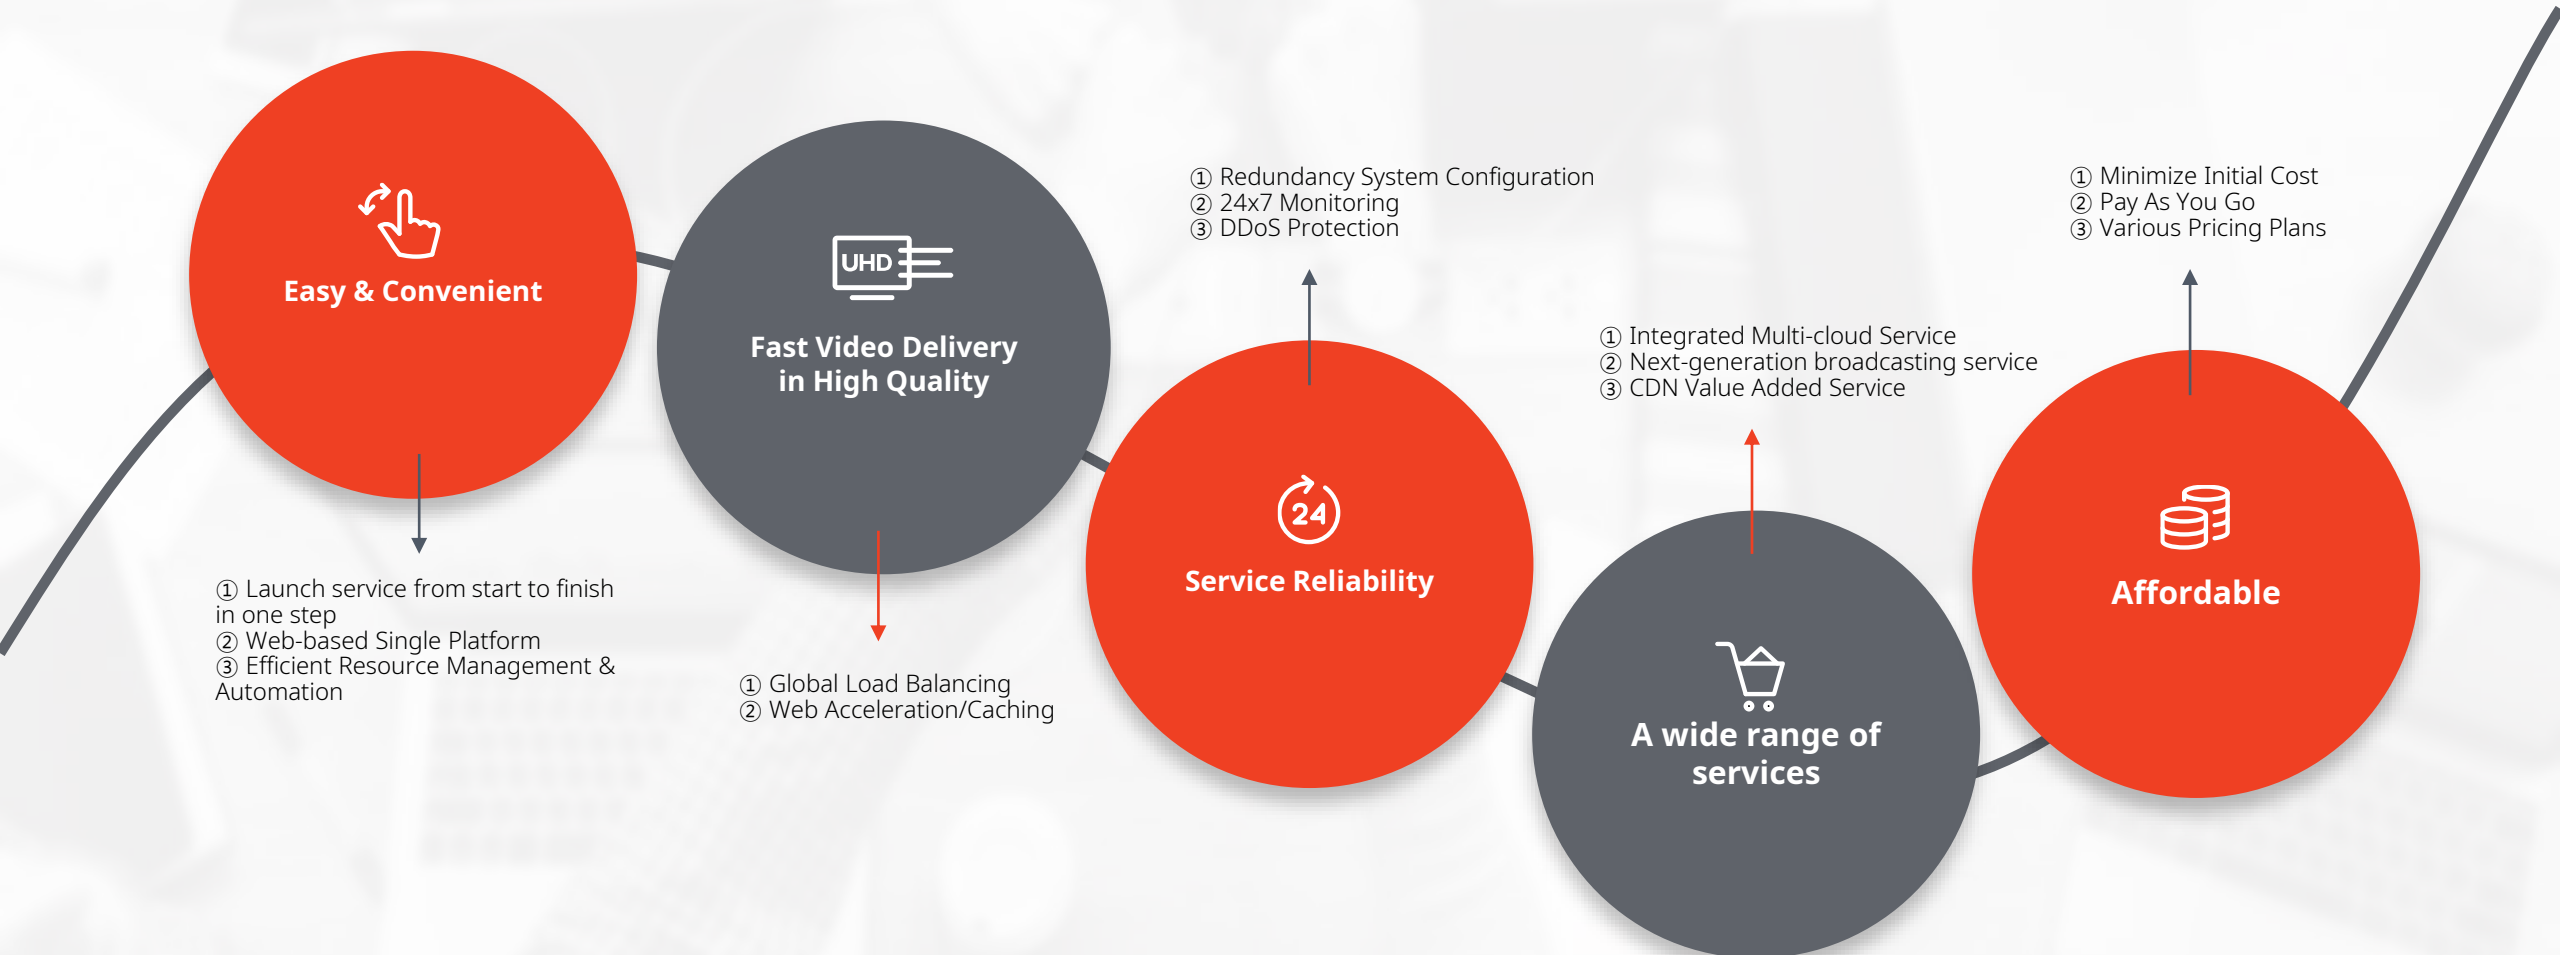 Easy & Convenient
① Launch service from start to finish
in one step
② Web-based Single Platform
③ Efficient Resource Management &
Automation
UHD
Fast Video Delivery
in High Quality
① Global Load Balancing
② Web Acceleration/Caching
① Redundancy System Configuration
② 24x7 Monitoring
③ DDoS Protection
24
Service Reliability
① Integrated Multi-cloud Service
② Next-generation broadcasting service
③ CDN Value Added Service
A wide range of
services
① Minimize Initial Cost
② Pay As You Go
③ Various Pricing Plans
Affordable